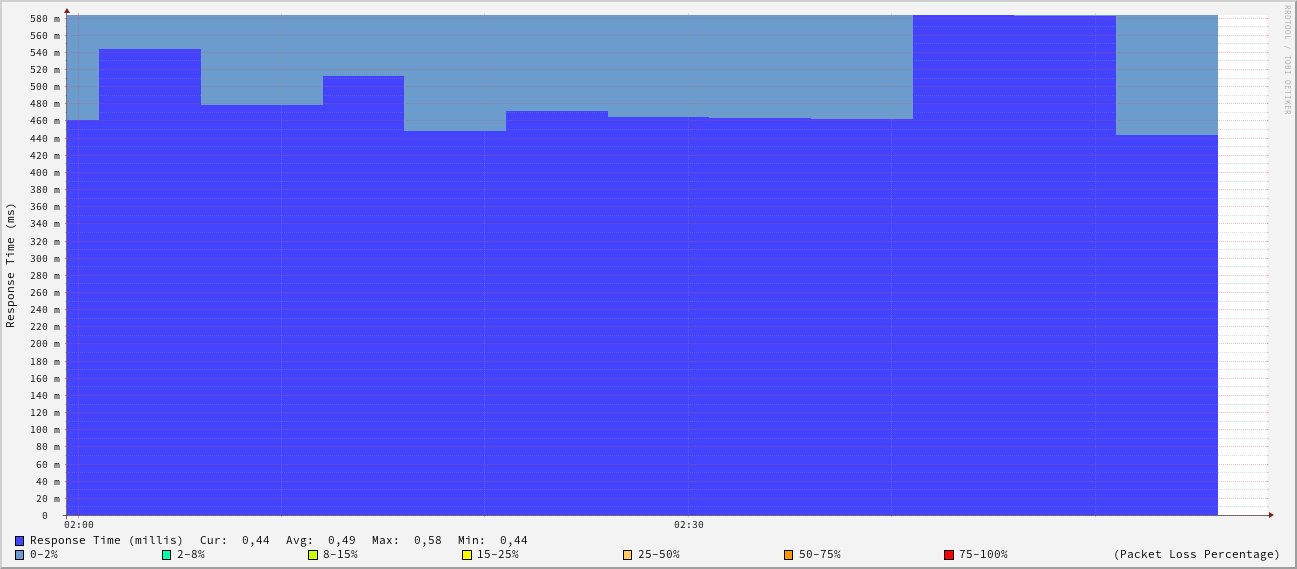 RRDTOOL / TOBI OETIKER
Response Time (ms)
580 m
560 m
540 m
520 m
500 m
480 m
460 m
440 m
420 m
400 m
380 m
360 m
340 m
320 m
300 m
280 m
260 m
240 m
220 m
200 m
180 m
160 m
140 m
120 m
100 m
80 m
60 m
40 m
20 m
0
02:00 02:30
Response Time (millis) Cur: 0,44 Avg: 0,49 Max: 0,58 Min: 0,44
0-2% 2-8% 8-15% 15-25% 25-50% 50-75% 75-100% (Packet Loss Percentage)